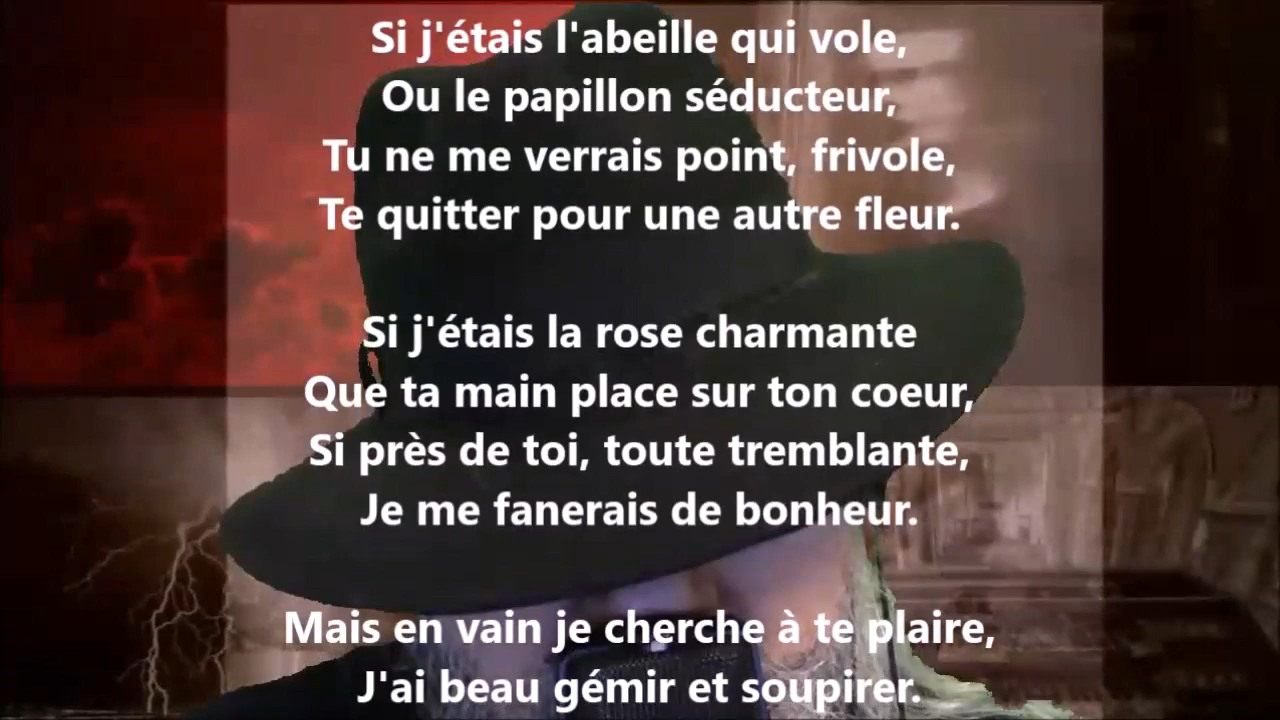 Si j'étais l'abeille qui vole,
Ou le papillon séducteur,
Tu ne me verrais point, frivole,
Te quitter pour une autre fleur.
Si j'étais la rose charmante
Que ta main place sur ton coeur,
Si près de toi, toute tremblante,
Je me fanerais de bonheur.
Mais en vain je cherche à te plaire,
J'ai beau gémir et soupirer.